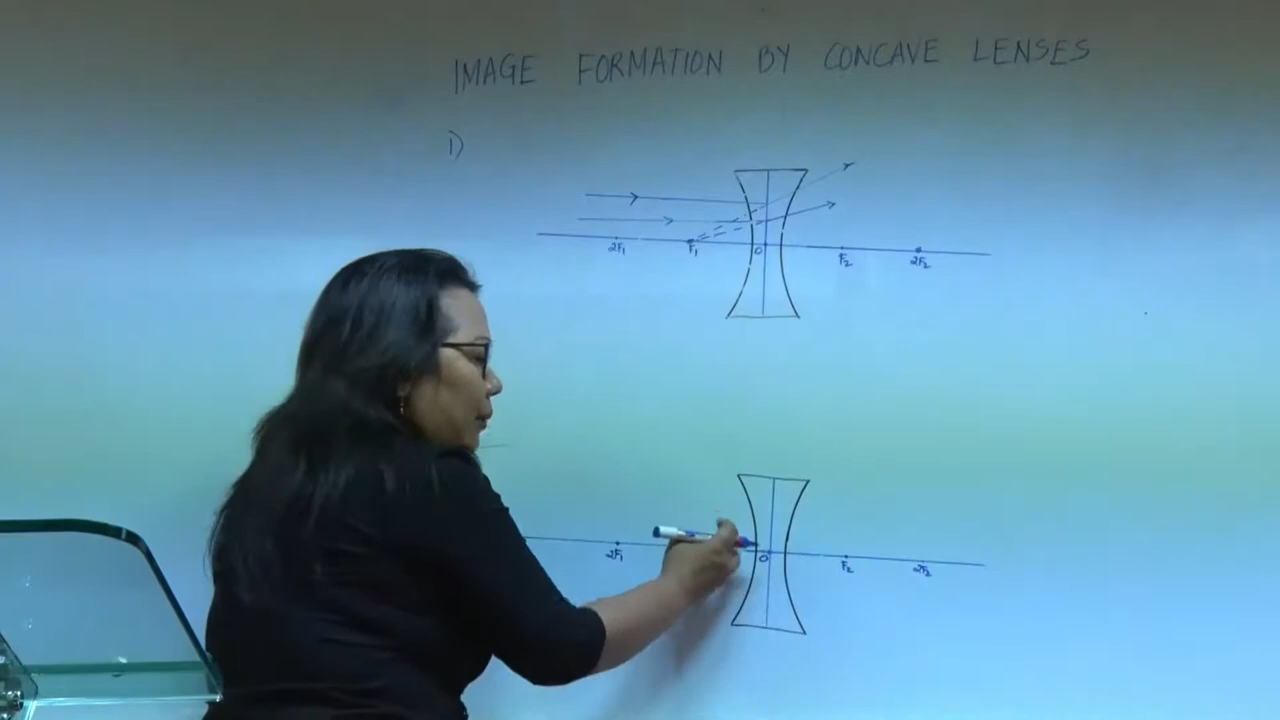 IMAGE FORMATION BY CONCAVE LENSES
1)
2F₁ F₁ O F₂ 2F₂
2F₁ O F₂ 2F₂